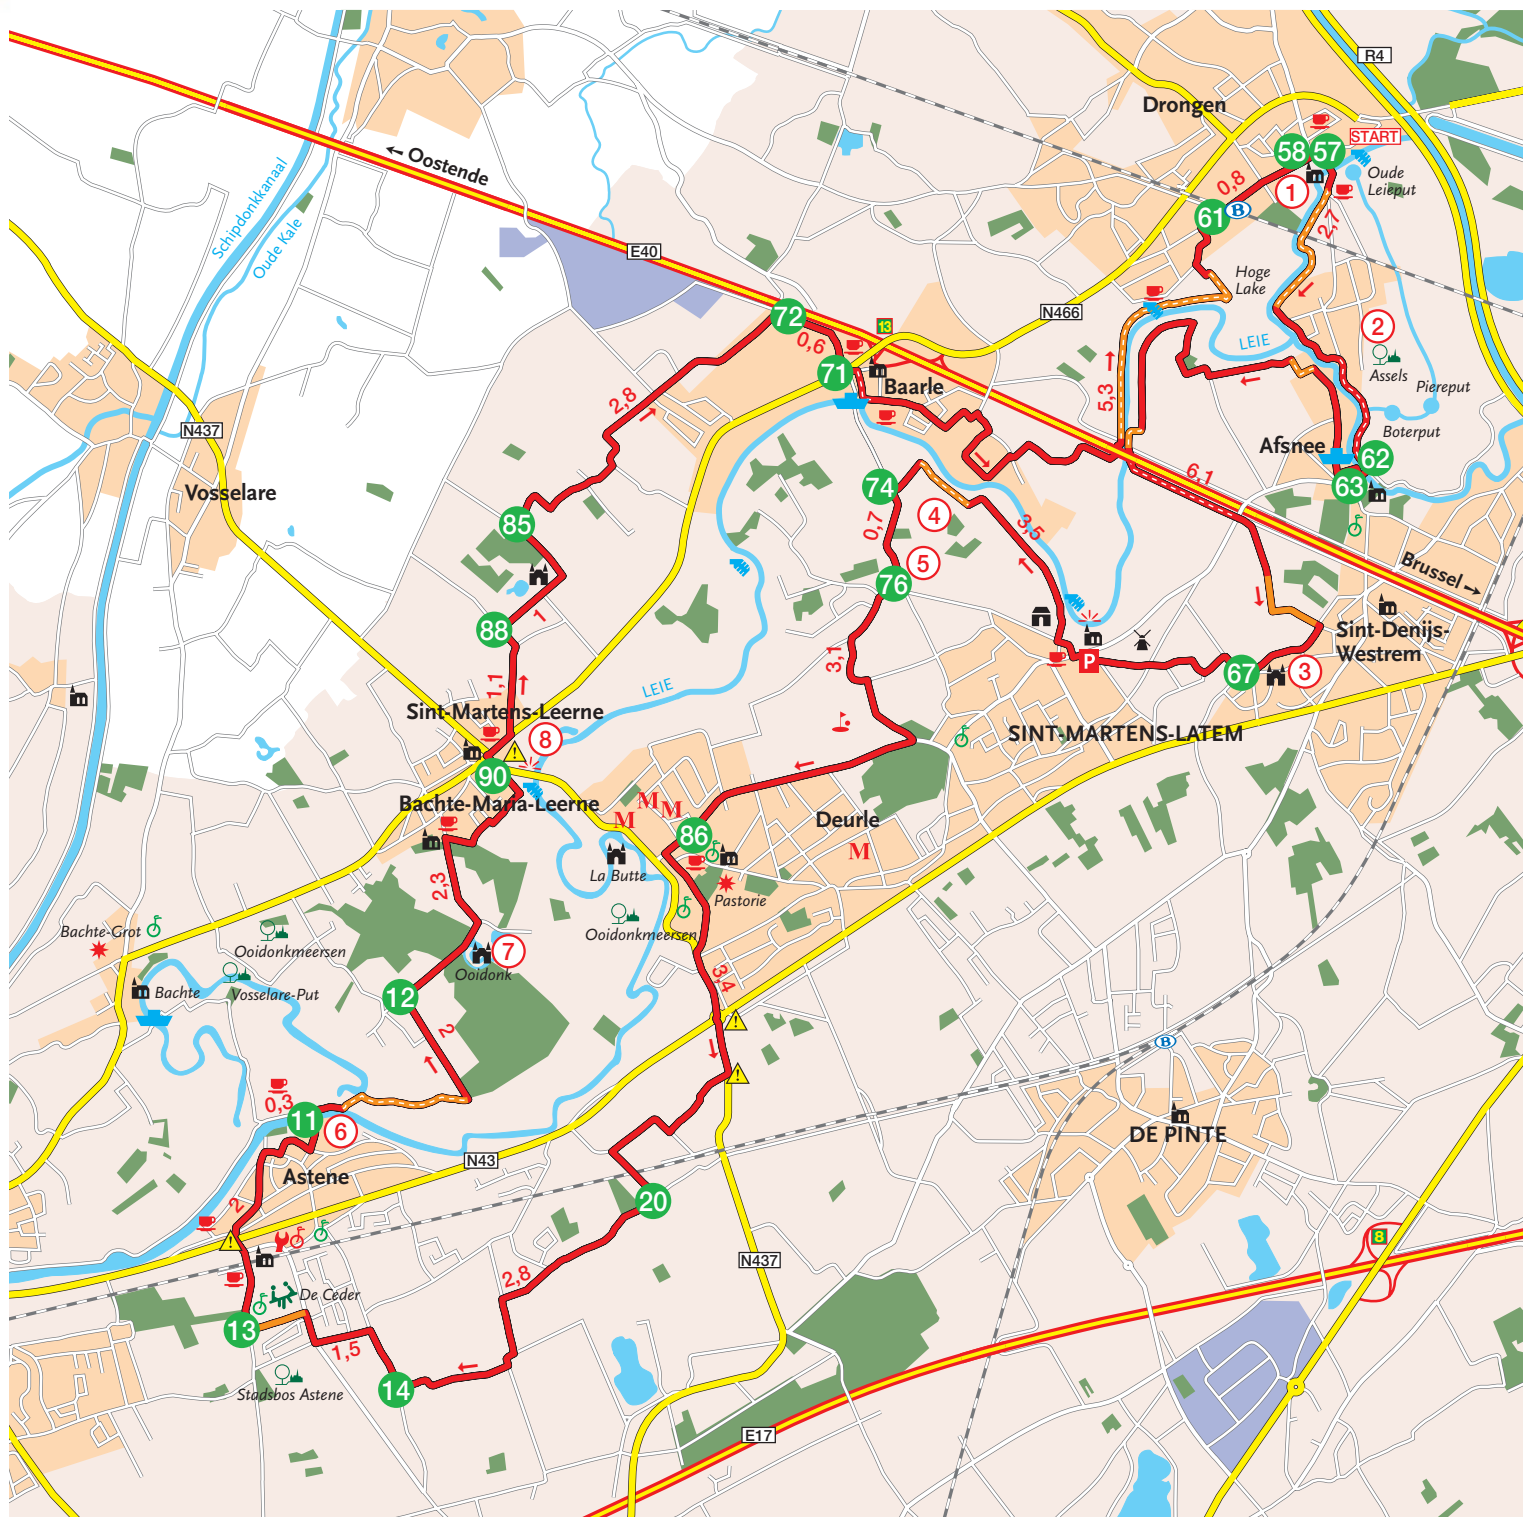 R4
Drongen
START
58
57
Oude
Leieput
1
0,8
B
61
2,7
← Oostende
Schipdonkkanaal
Oude Kale
E40
Hoge
Lake
N466
LEIE
2
Assels
Piereput
Boterput
72
0,6
13
71
Baarle
5,3
2,8
Afsnee
62
63
6,1
N437
Vosselare
85
74
4
0,7
3,5
5
76
Brussel →
88
1
Sint-Denijs-
Westrem
3,1
P
67
3
1,1
LEIE
Sint-Martens-Leerne
8
!
SINT-MARTENS-LATEM
90
Bachte-Maria-Leerne
M
M
M
Deurle
86
M
La Butte
Pastorie
2,3
Bachte-Grot
Ooidonkmeersen
Ooidonkmeersen
7
Ooidonk
Vosselare-Put
Bachte
12
3,4
2
!
!
B
0,3
11
6
DE PINTE
N43
Astene
2
20
!
8
N437
2,8
De Ceder
13
1,5
14
Stadsbos Astene
E17